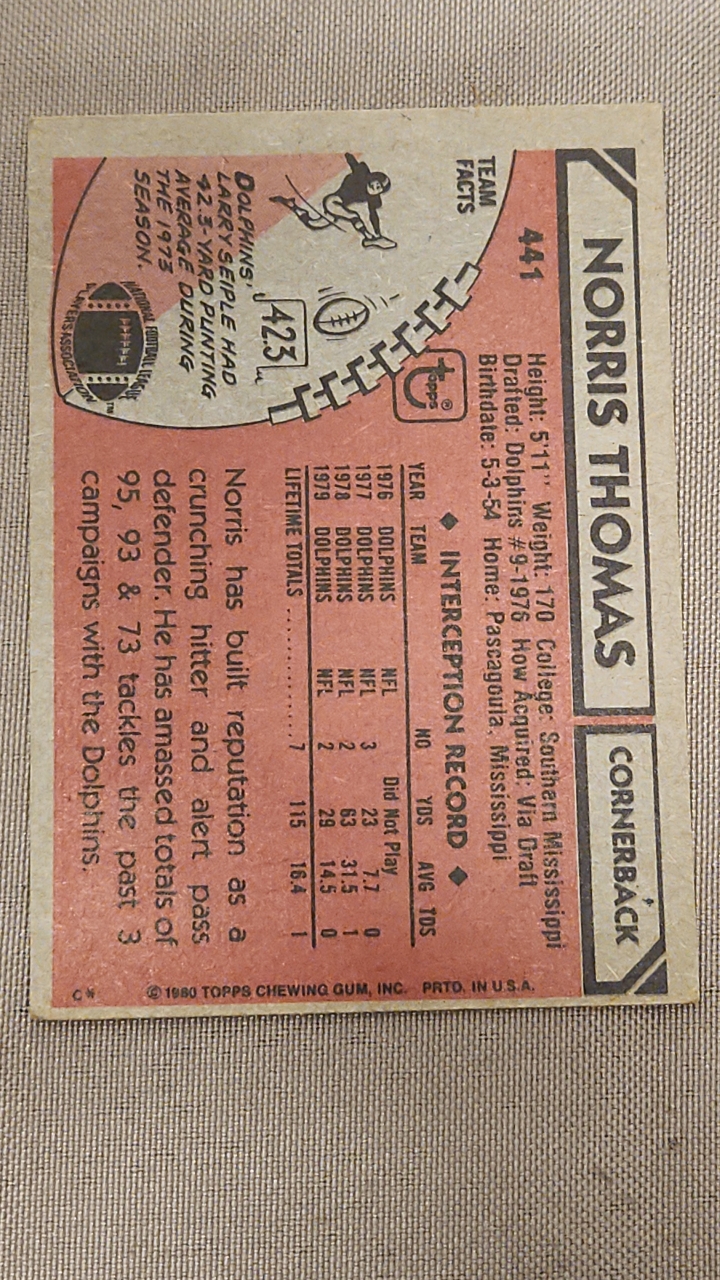 NORRIS THOMAS
CORNERBACK
441
Height: 5'11" Weight: 170 College: Southern Mississippi
Drafted: Dolphins #9-1976 How Acquired: Via Draft
Birthdate: 5-3-54 Home: Pascagoula, Mississippi
topps®
◆ INTERCEPTION RECORD ◆
YEAR TEAM NO YDS AVG TDS
1976 DOLPHINS NFL Did Not Play
1977 DOLPHINS NFL 3 23 7.7 0
1978 DOLPHINS NFL 2 63 31.5 1
1979 DOLPHINS NFL 2 29 14.5 0
LIFETIME TOTALS .............. 7 115 16.4 1
Norris has built reputation as a
crunching hitter and alert pass
defender. He has amassed totals of
95, 93 & 73 tackles the past 3
campaigns with the Dolphins.
TEAM
FACTS
42.3
DOLPHINS'
LARRY SEIPLE HAD
42.3-YARD PUNTING
AVERAGE DURING
THE 1973
SEASON.
NATIONAL FOOTBALL LEAGUE
PLAYERS ASSOCIATION
TM
C*
© 1980 TOPPS CHEWING GUM, INC. PRTD. IN U.S.A.